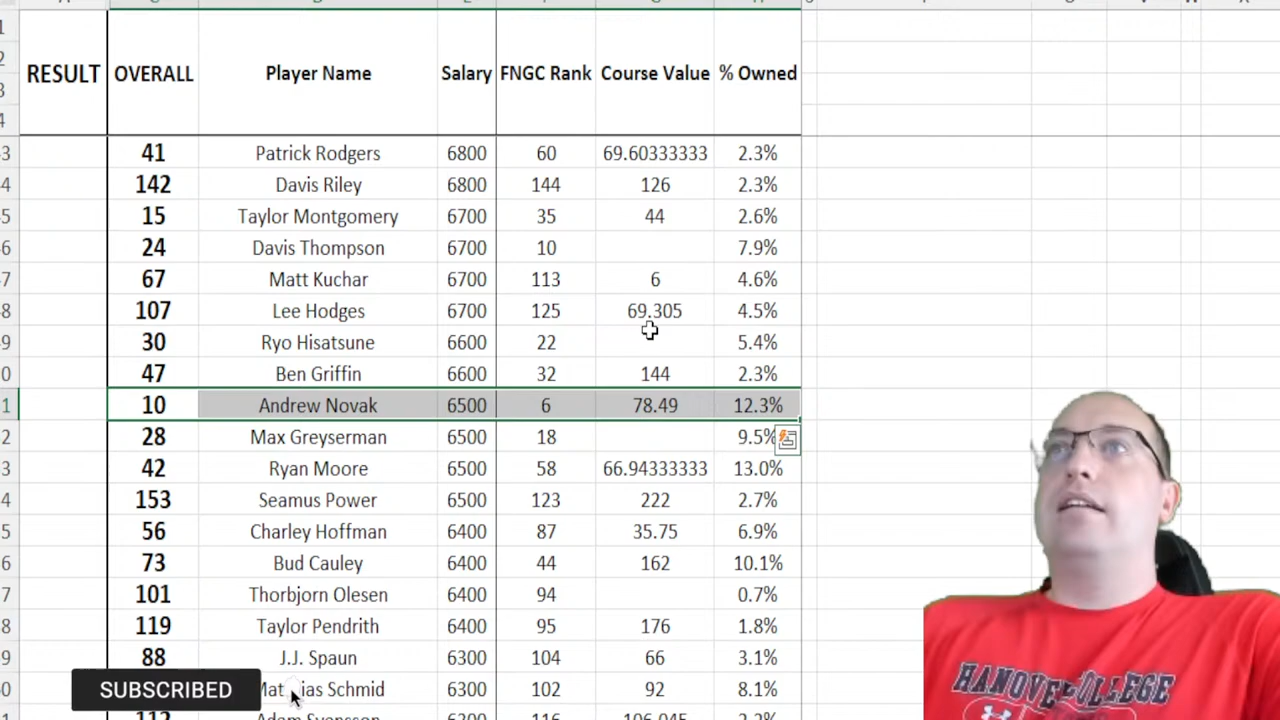 RESULT OVERALL Player Name Salary FNGC Rank Course Value % Owned
41 Patrick Rodgers 6800 60 69.60333333 2.3%
142 Davis Riley 6800 144 126 2.3%
15 Taylor Montgomery 6700 35 44 2.6%
24 Davis Thompson 6700 10 7.9%
67 Matt Kuchar 6700 113 6 4.6%
107 Lee Hodges 6700 125 69.305 4.5%
30 Ryo Hisatsune 6600 22 5.4%
47 Ben Griffin 6600 32 144 2.3%
10 Andrew Novak 6500 6 78.49 12.3%
28 Max Greyserman 6500 18 9.5%
42 Ryan Moore 6500 58 66.94333333 13.0%
153 Seamus Power 6500 123 222 2.7%
56 Charley Hoffman 6400 87 35.75 6.9%
73 Bud Cauley 6400 44 162 10.1%
101 Thorbjorn Olesen 6400 94 0.7%
119 Taylor Pendrith 6400 95 176 1.8%
88 J.J. Spaun 6300 104 66 3.1%
Schmid 6300 102 92 8.1%
SUBSCRIBED
HANOVER COLLEGE